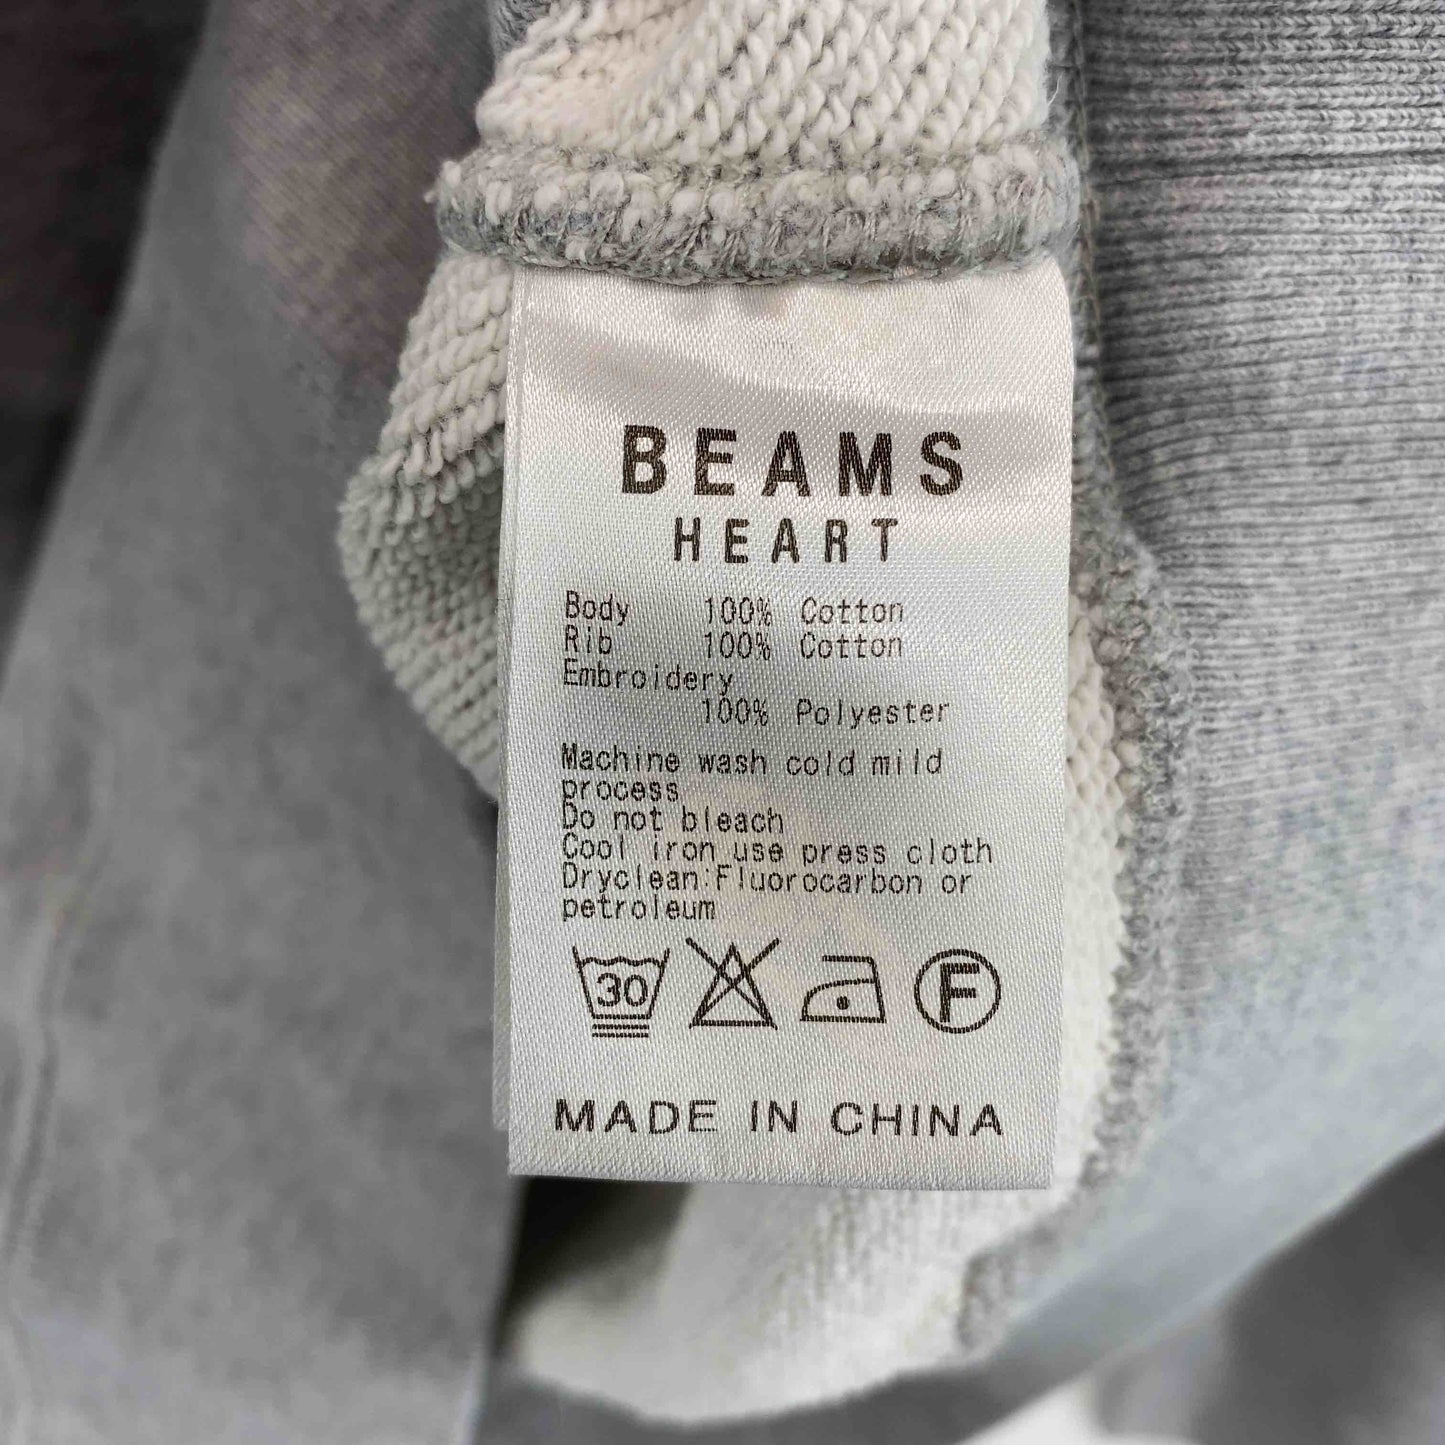 BEAMS
HEART
Body 100% Cotton
Rib 100% Cotton
Embroidery
100% Polyester
Machine wash cold mild
process
Do not bleach
Cool iron use press cloth
Dryclean:Fluorocarbon or
petroleum
30 F
MADE IN CHINA